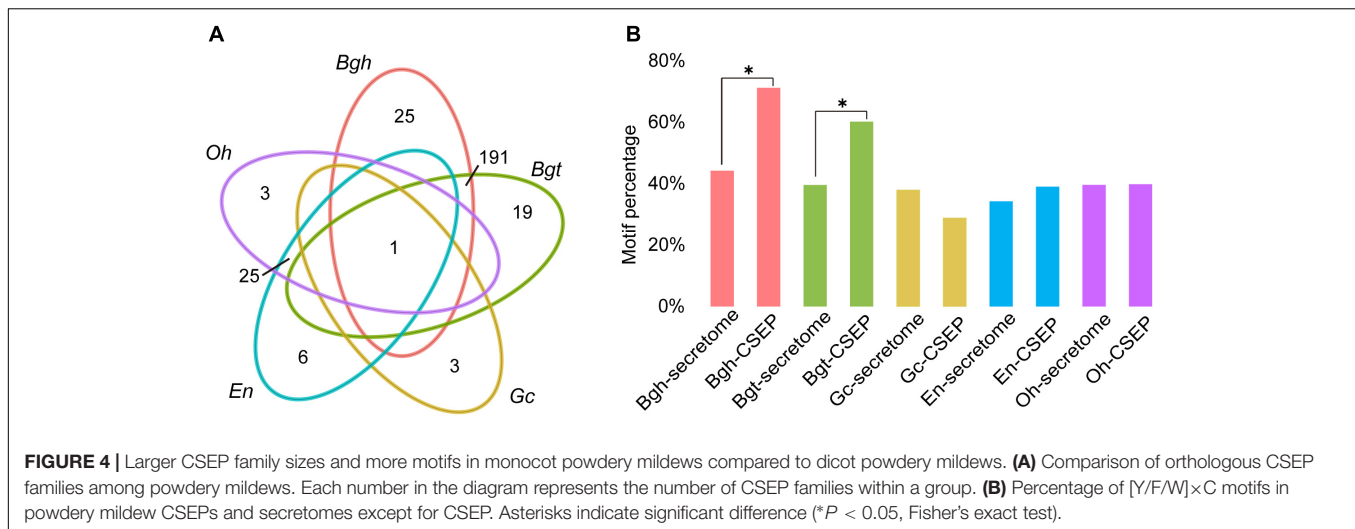 A
Bgh
25
Oh
191
Bgt
3
19
1
25
6
3
En
Gc
B
80%
60%
40%
20%
0%
Motif percentage
*
*
Bgh-secretome
Bgh-CSEP
Bgt-secretome
Bgt-CSEP
Gc-secretome
Gc-CSEP
En-secretome
En-CSEP
Oh-secretome
Oh-CSEP
FIGURE 4 | Larger CSEP family sizes and more motifs in monocot powdery mildews compared to dicot powdery mildews. (A) Comparison of orthologous CSEP
families among powdery mildews. Each number in the diagram represents the number of CSEP families within a group. (B) Percentage of [Y/F/W]×C motifs in
powdery mildew CSEPs and secretomes except for CSEP. Asterisks indicate significant difference (*P < 0.05, Fisher's exact test).